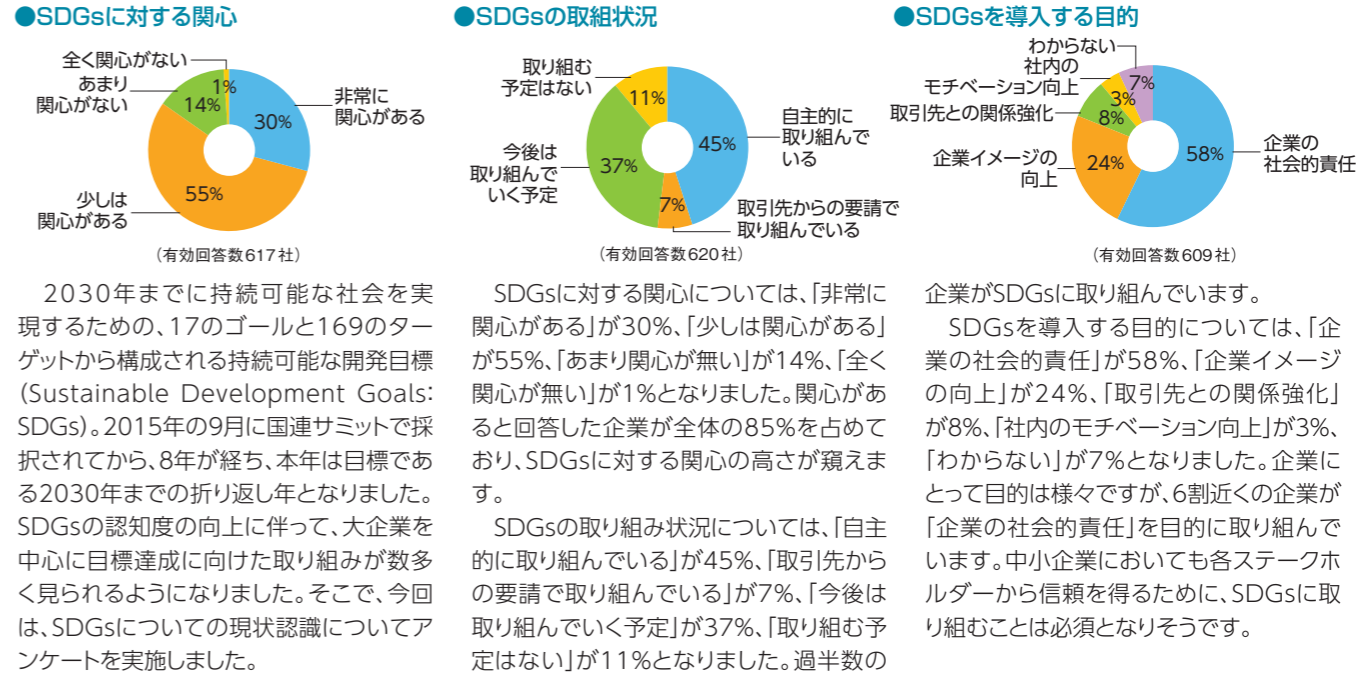 ●SDGsに対する関心
全く関心がない
あまり
関心がない
1%
14%
非常に
関心がある
30%
55%
少しは
関心がある
（有効回答数617社）
●SDGsの取組状況
取り組む
予定はない
11%
自主的に
取り組んで
いる
45%
今後は
取り組んで
いく予定
37%
7%
取引先からの要請で
取り組んでいる
（有効回答数620社）
●SDGsを導入する目的
わからない
社内の
モチベーション向上
7%
3%
取引先との関係強化
8%
企業の
社会的責任
58%
企業イメージの
向上
24%
（有効回答数609社）
2030年までに持続可能な社会を実
現するための、17のゴールと169のター
ゲットから構成される持続可能な開発目標
（Sustainable Development Goals：
SDGs）。2015年の9月に国連サミットで採
択されてから、8年が経ち、本年は目標であ
る2030年までの折り返し年となりました。
SDGsの認知度の向上に伴って、大企業を
中心に目標達成に向けた取り組みが数多
く見られるようになりました。そこで、今回
は、SDGsについての現状認識についてア
ンケートを実施しました。
SDGsに対する関心については、「非常に
関心がある」が30%、「少しは関心がある」
が55%、「あまり関心が無い」が14%、「全く
関心が無い」が1%となりました。関心があ
ると回答した企業が全体の85%を占めて
おり、SDGsに対する関心の高さが窺えま
す。
SDGsの取り組み状況については、「自主
的に取り組んでいる」が45%、「取引先から
の要請で取り組んでいる」が7%、「今後は
取り組んでいく予定」が37%、「取り組む予
定はない」が11%となりました。過半数の
企業がSDGsに取り組んでいます。
SDGsを導入する目的については、「企
業の社会的責任」が58%、「企業イメージ
の向上」が24%、「取引先との関係強化」
が8%、「社内のモチベーション向上」が3%、
「わからない」が7%となりました。企業に
とって目的は様々ですが、6割近くの企業が
「企業の社会的責任」を目的に取り組んで
います。中小企業においても各ステークホ
ルダーから信頼を得るために、SDGsに取
り組むことは必須となりそうです。